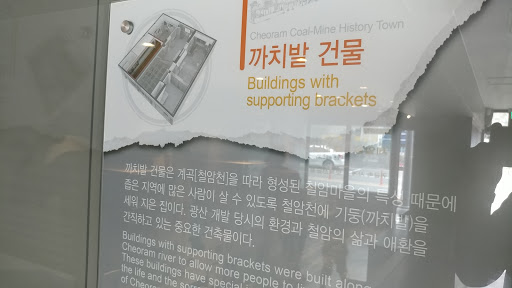 Cheoram Coal-Mine History Town
까치발 건물
Buildings with
supporting brackets
까치발 건물은 계곡[철암천]을 따라 형성된 철암마을의 특성 때문에
좁은 지역에 많은 사람이 살 수 있도록 철암천에 기둥(까치발)을
세워 지은 집이다. 광산 개발 당시의 환경과 철암의 삶과 애환을
간직하고 있는 중요한 건축물이다.
Buildings with supporting brackets were built along
Cheoram river to allow more people to
These buildings have special
the life and the
of